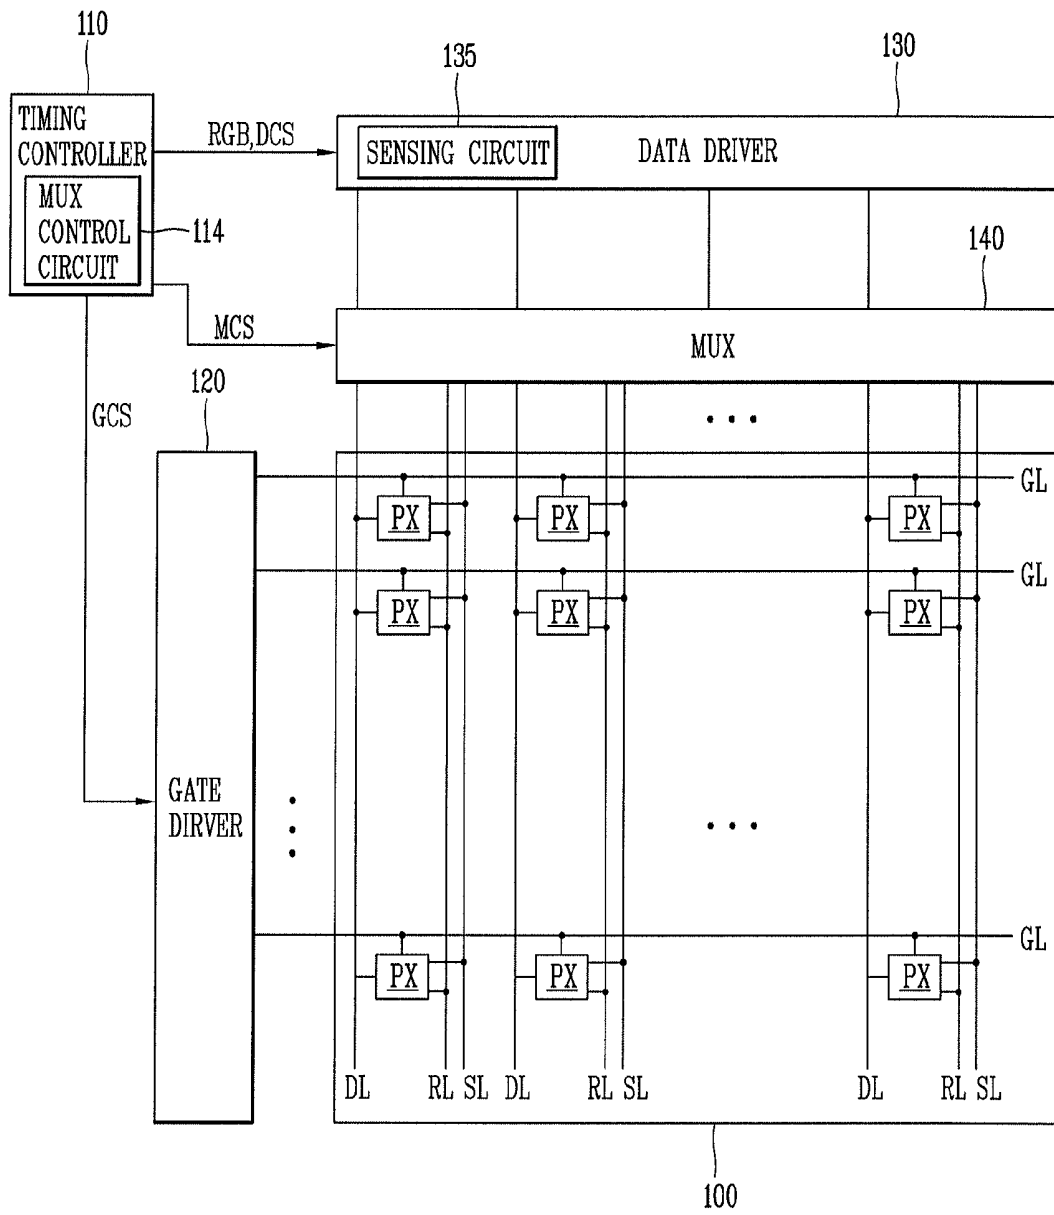 110
130
135
TIMING
CONTROLLER
RGB,DCS
SENSING CIRCUIT
DATA DRIVER
MUX
CONTROL
CIRCUIT
114
140
MCS
MUX
120
GCS
GL
PX PX PX
GL
PX PX PX
GATE
DIRVER
GL
PX PX PX
DL RL SL DL RL SL DL RL SL
100